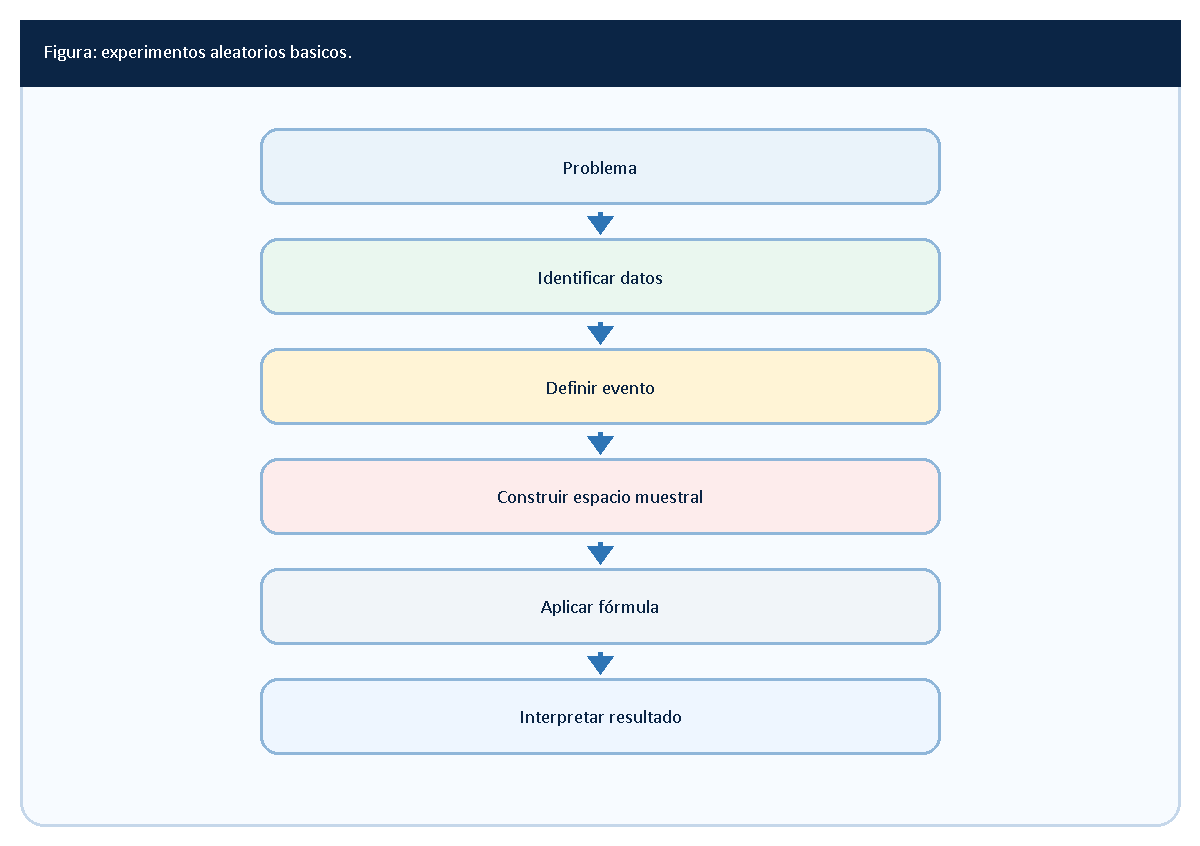 Figura: experimentos aleatorios basicos.
Problema
Identificar datos
Definir evento
Construir espacio muestral
Aplicar fórmula
Interpretar resultado